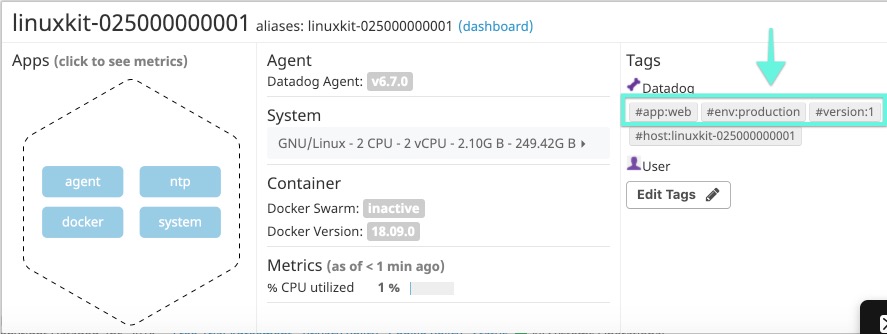 linuxkit-025000000001 aliases: linuxkit-025000000001 (dashboard)
Apps (click to see metrics)
agent
ntp
docker
system
Agent
Datadog Agent: v6.7.0
System
GNU/Linux - 2 CPU - 2 vCPU - 2.10G B - 249.42G B
Container
Docker Swarm: inactive
Docker Version: 18.09.0
Metrics (as of < 1 min ago)
% CPU utilized 1 %
Tags
Datadog
#app:web #env:production #version:1
#host:linuxkit-025000000001
User
Edit Tags